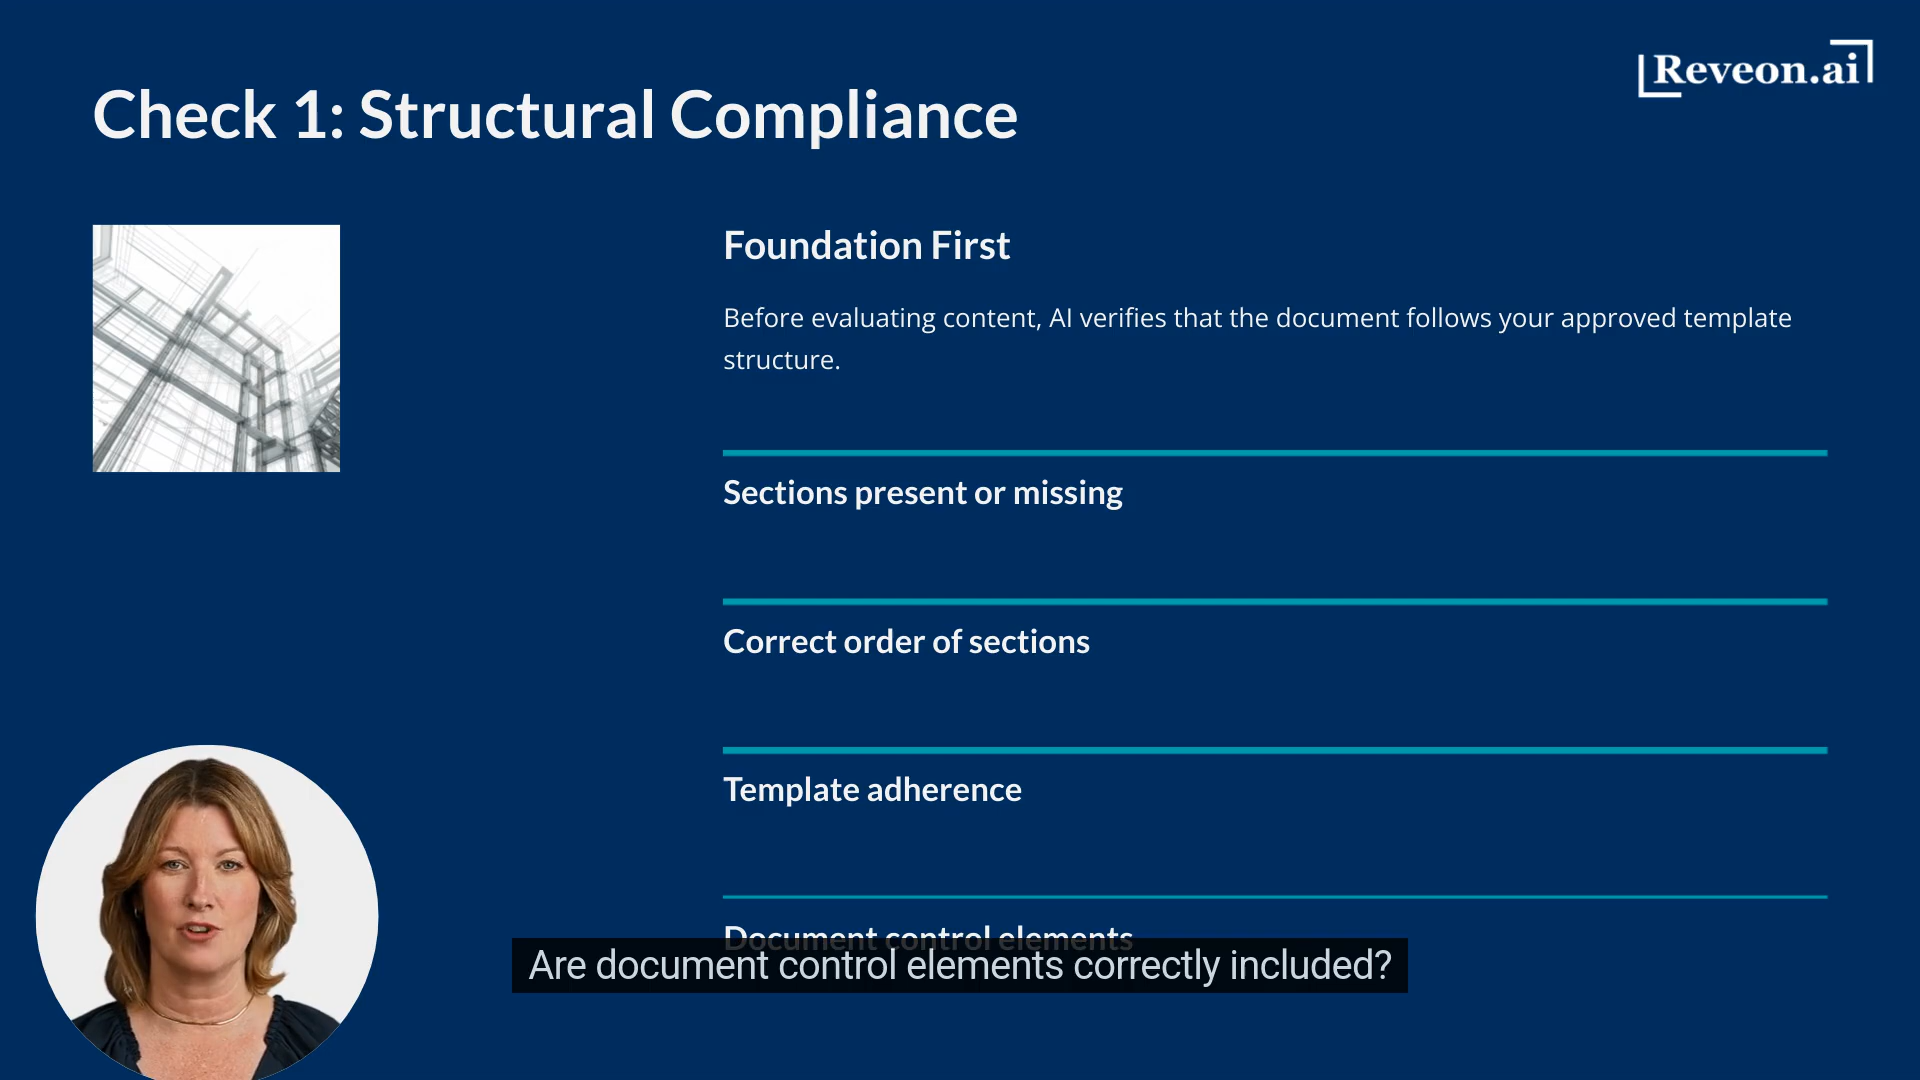 Reveon.ai
Check 1: Structural Compliance
Foundation First
Before evaluating content, AI verifies that the document follows your approved template
structure.
Sections present or missing
Correct order of sections
Template adherence
Document control elements
Are document control elements correctly included?